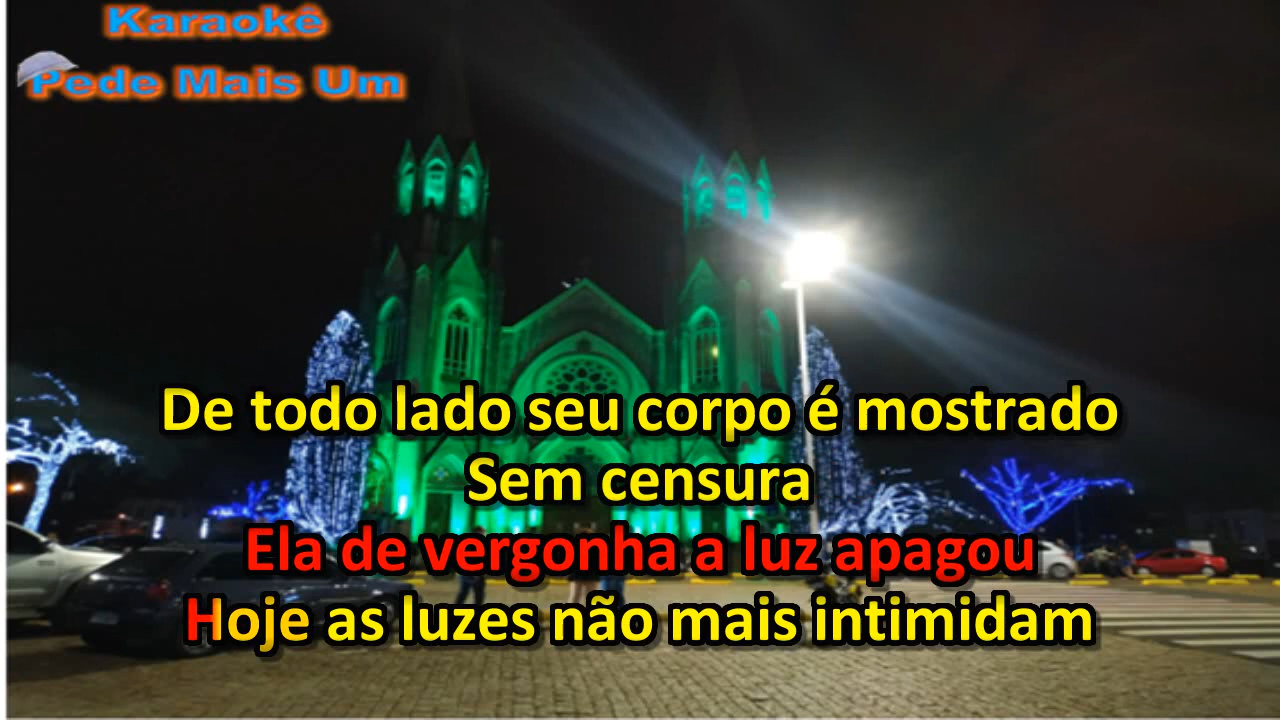 Karaokê
Pede Mais Um
De todo lado seu corpo é mostrado
Sem censura
Ela de vergonha a luz apagou
Hoje as luzes não mais intimidam